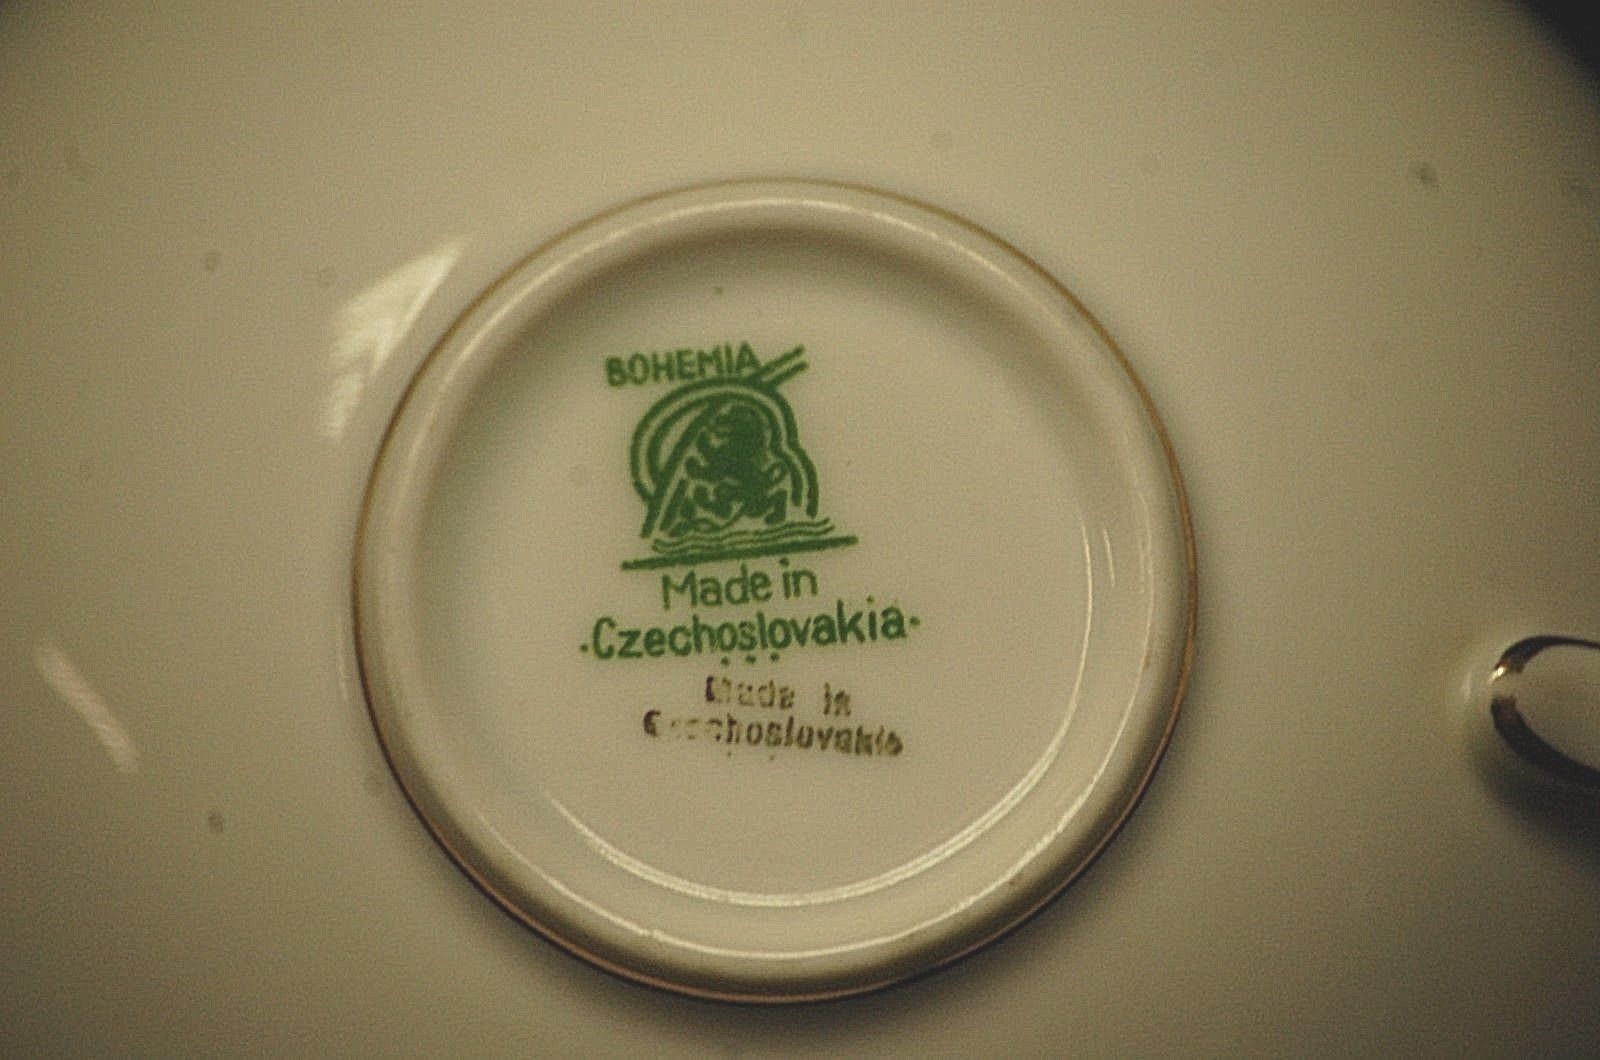 BOHEMIA
Made in
·Czechoslovakia·
Made in
Czechoslovakia